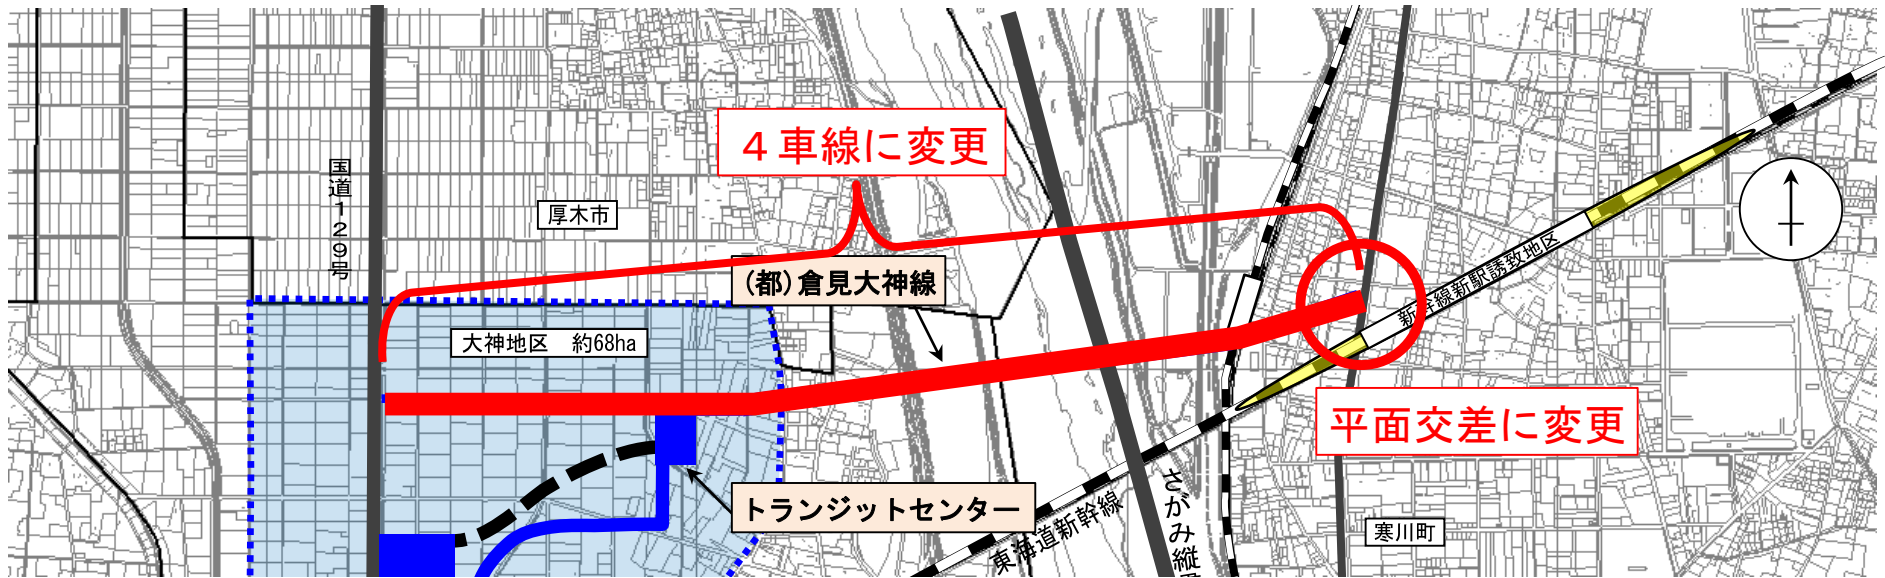 ４車線に変更
国道１２９号
厚木市
(都)倉見大神線
新幹線新駅誘致地区
大神地区　約68ha
平面交差に変更
トランジットセンター
東海道新幹線
さがみ縦
寒川町